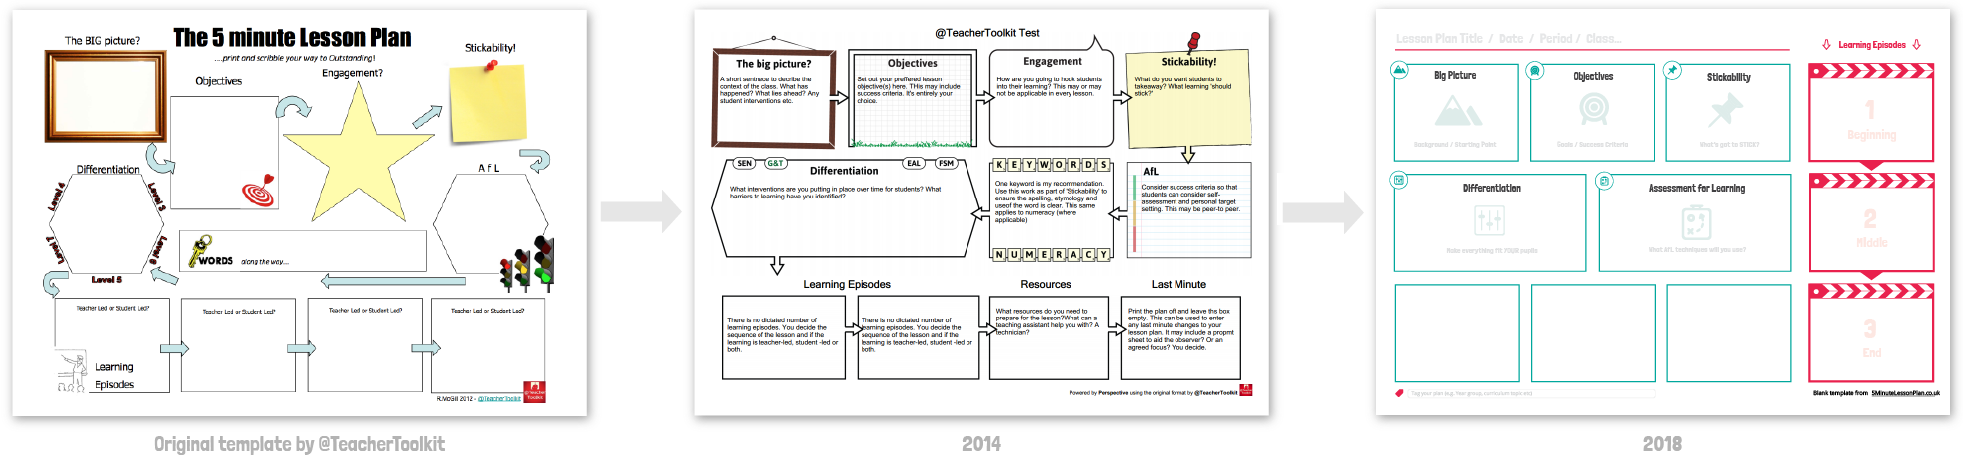 The 5 minute Lesson Plan
....print and scribble your way to Outstanding!
The BIG picture?
Objectives
Engagement?
Stickability!
Differentiation
Level 4
Level 3
Level 5
A f L
WORDS along the way....
Teacher Led or Student Led?
Teacher Led or Student Led?
Teacher Led or Student Led?
Teacher Led or Student Led?
Learning
Episodes
R.McGill 2012 - @TeacherToolkit
Original template by @TeacherToolkit
@TeacherToolkit Test
The big picture?
A short sentnace to decribe the
context of the class. What has
happened? What lies ahead? Any
student interventions etc.
Objectives
Set out your preffered lesson
objective(s) here. THis may include
success criteria. It's entirely your
choice.
Engagement
How are you going to hook students
into their learning? This may or may
not be applicable in every lesson.
Stickability!
What do you want students to
takeaway? What learning 'should
stick?'
SEN
G&T
EAL
FSM
Differentiation
What interventions are you putting in place over time for students? What
barriers to learning have you identified?
KEYWORDS
One keyword is my recommendation.
Use this work as part of 'Stickability' to
ensure the spelling, etymology and
useof the word is clear. This same
applies to numeracy (where
applicable)
NUMERACY
AfL
Consider success criteria so that
students can consider self-
assessment and personal target
setting. This may be peer-to peer.
Learning Episodes
Resources
Last Minute
There is no dictated number of
learning episodes. You decide the
sequence of the lesson and if the
learning is teacher-led, student -led or
both.
There is no dictated number of
learning episodes. You decide the
sequence of the lesson and if the
learning is teacher-led, student -led or
both.
What resources do you need to
prepare for the lesson?What can a
teaching assistant help you with? A
technician?
Print the plan off and leave ths box
empty. This can be used to enter
any last minute changes to your
lesson plan. It may include a propmt
sheet to aid the observer? Or an
agreed focus? You decide.
Powered by Perspective using the original format by @TeacherToolkit
2014
Lesson Plan Title / Date / Period / Class...
Learning Episodes
Big Picture
Background / Starting Point
Objectives
Goals / Success Criteria
Stickability
What's got to STICK?
1
Beginning
Differentiation
Make everything fit YOUR pupils
Assessment for Learning
What AfL techniques will you use?
2
Middle
3
End
Tag your plan (e.g. Year group, curriculum topic etc)
Blank template from 5MinuteLessonPlan.co.uk
2018